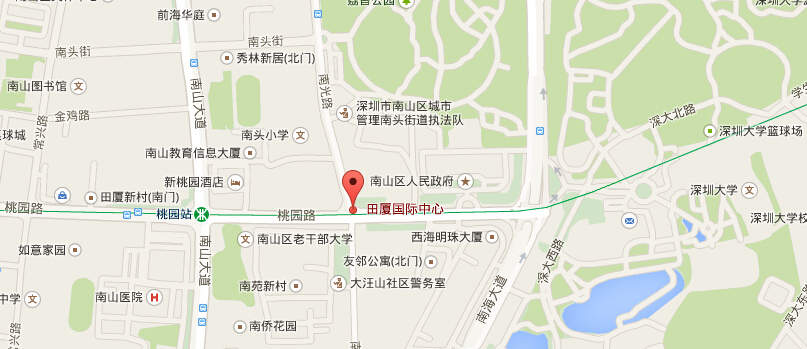 前海华庭
荔香公园
南头街
秀林新居(北门)
南山图书馆
南山大道
南光路
金鸡路
深圳市南山区城市
管理南头街道执法队
南头小学
深大北路
深圳大学篮球场
南山教育信息大厦
新桃园酒店
南山区人民政府
深圳大学
田厦新村(南门)
桃园路
桃园站
桃园路
田厦国际中心
深圳大学校
如意家园
南山区老干部大学
西海明珠大厦
南山大道
友邻公寓(北门)
深大西路
南苑新村
大汪山社区警务室
南海大道
中学
南山医院
南侨花园
深大东